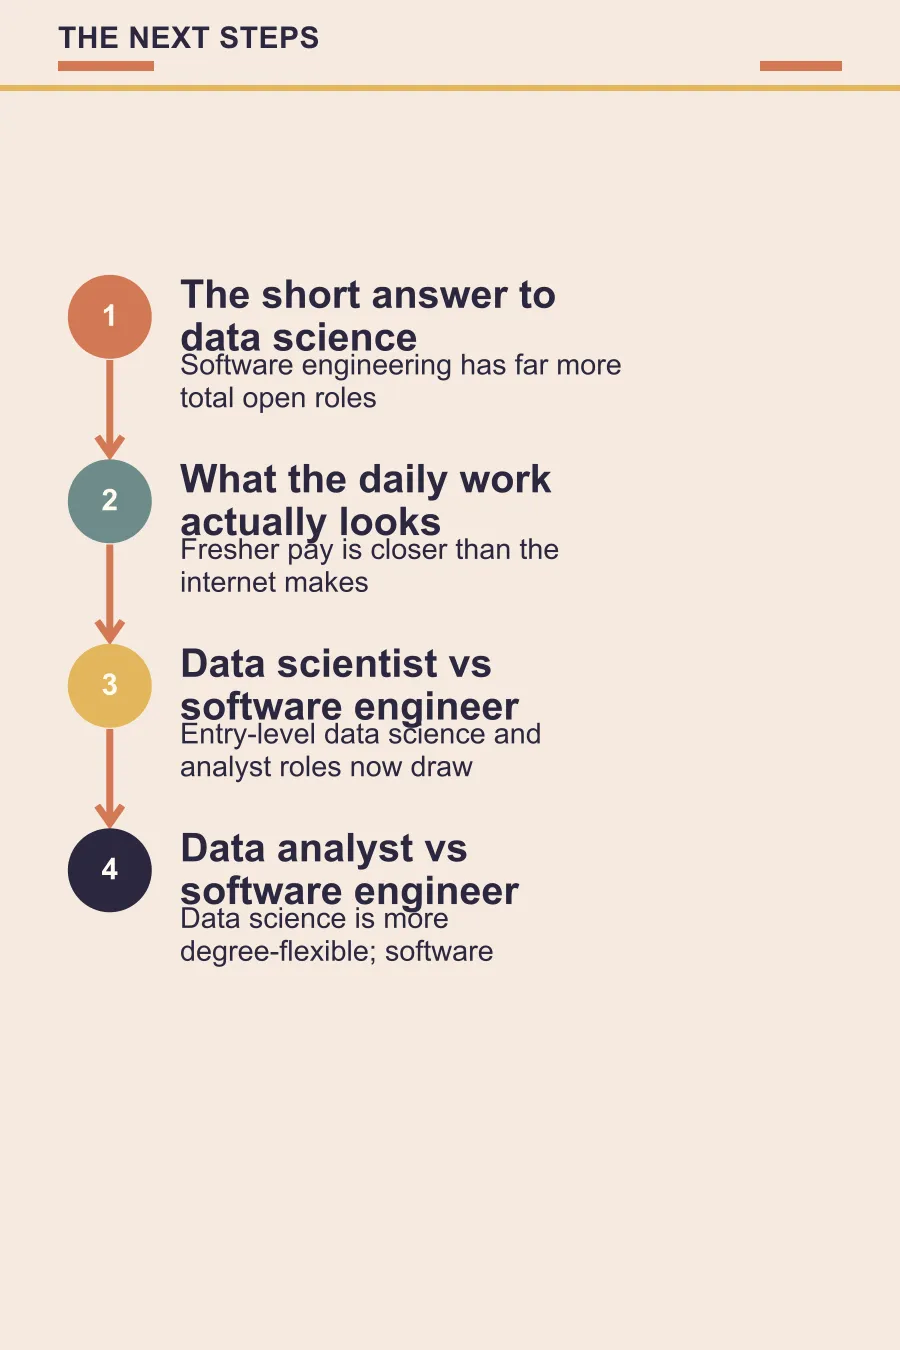 THE NEXT STEPS
1
The short answer to
data science
Software engineering has far more
total open roles
2
What the daily work
actually looks
Fresher pay is closer than the
internet makes
3
Data scientist vs
software engineer
Entry-level data science and
analyst roles now draw
4
Data analyst vs
software engineer
Data science is more
degree-flexible; software